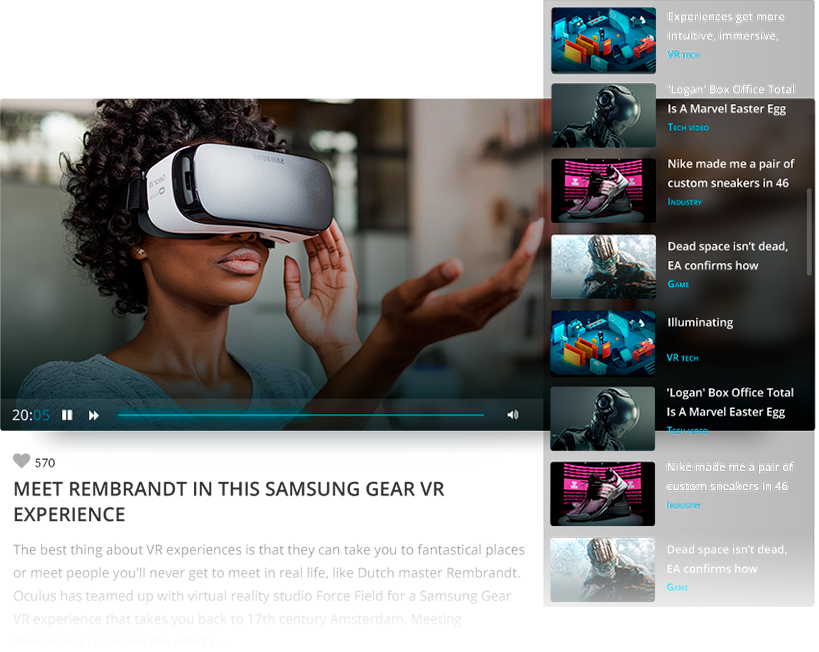 Experiences get more
intuitive, immersive,
VR TECH
'Logan' Box Office Total
Is A Marvel Easter Egg
TECH VIDEO
Nike made me a pair of
custom sneakers in 46
INDUSTRY
Dead space isn't dead,
EA confirms how
GAME
Illuminating
VR TECH
'Logan' Box Office Total
Is A Marvel Easter Egg
TECH VIDEO
Nike made me a pair of
custom sneakers in 46
INDUSTRY
Dead space isn't dead,
EA confirms how
GAME
SAMSUNG
oculus
20:05
570
MEET REMBRANDT IN THIS SAMSUNG GEAR VR
EXPERIENCE
The best thing about VR experiences is that they can take you to fantastical places
or meet people you'll never get to meet in real life, like Dutch master Rembrandt.
Oculus has teamed up with virtual reality studio Force Field for a Samsung Gear
VR experience that takes you back to 17th century Amsterdam. Meeting
Rembrandt recreates the artist's